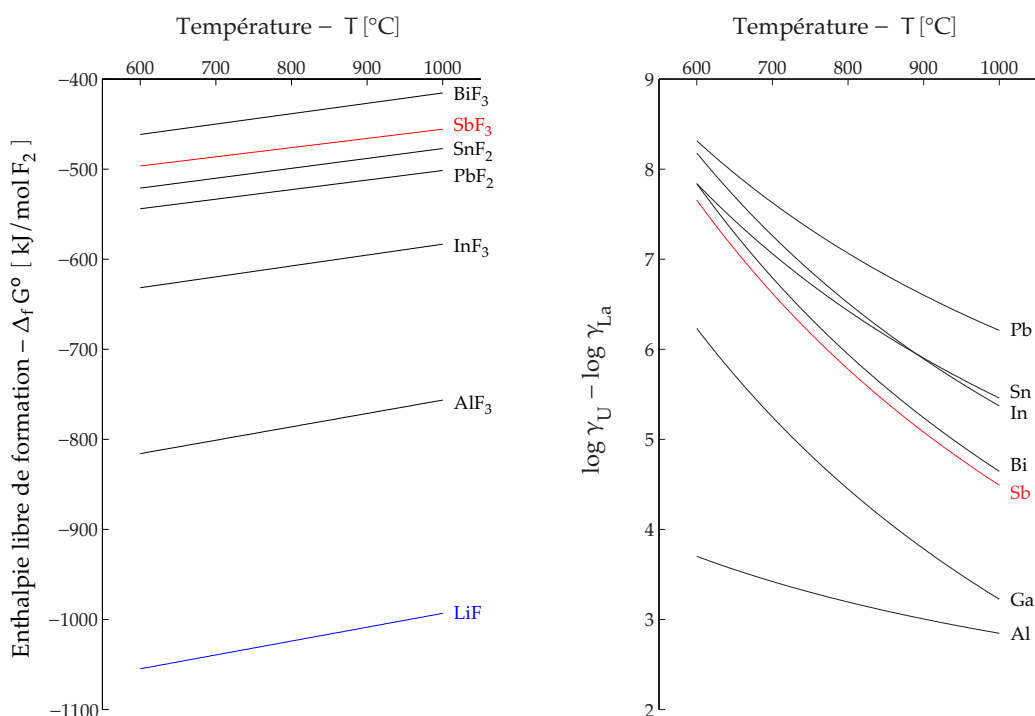 Température – T [°C]
600 700 800 900 1000
Enthalpie libre de formation – Δf G° [ kJ / mol F2 ]
−400
−500
−600
−700
−800
−900
−1000
−1100
BiF3
SbF3
SnF2
PbF2
InF3
AlF3
LiF
Température – T [°C]
600 700 800 900 1000
log γU − log γLa
9
8
7
6
5
4
3
2
Pb
Sn
In
Bi
Sb
Ga
Al